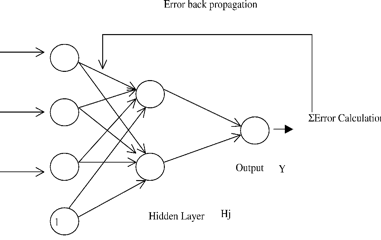 Error back propagation
ΣError Calculation
Output Y
1
Hidden Layer Hj